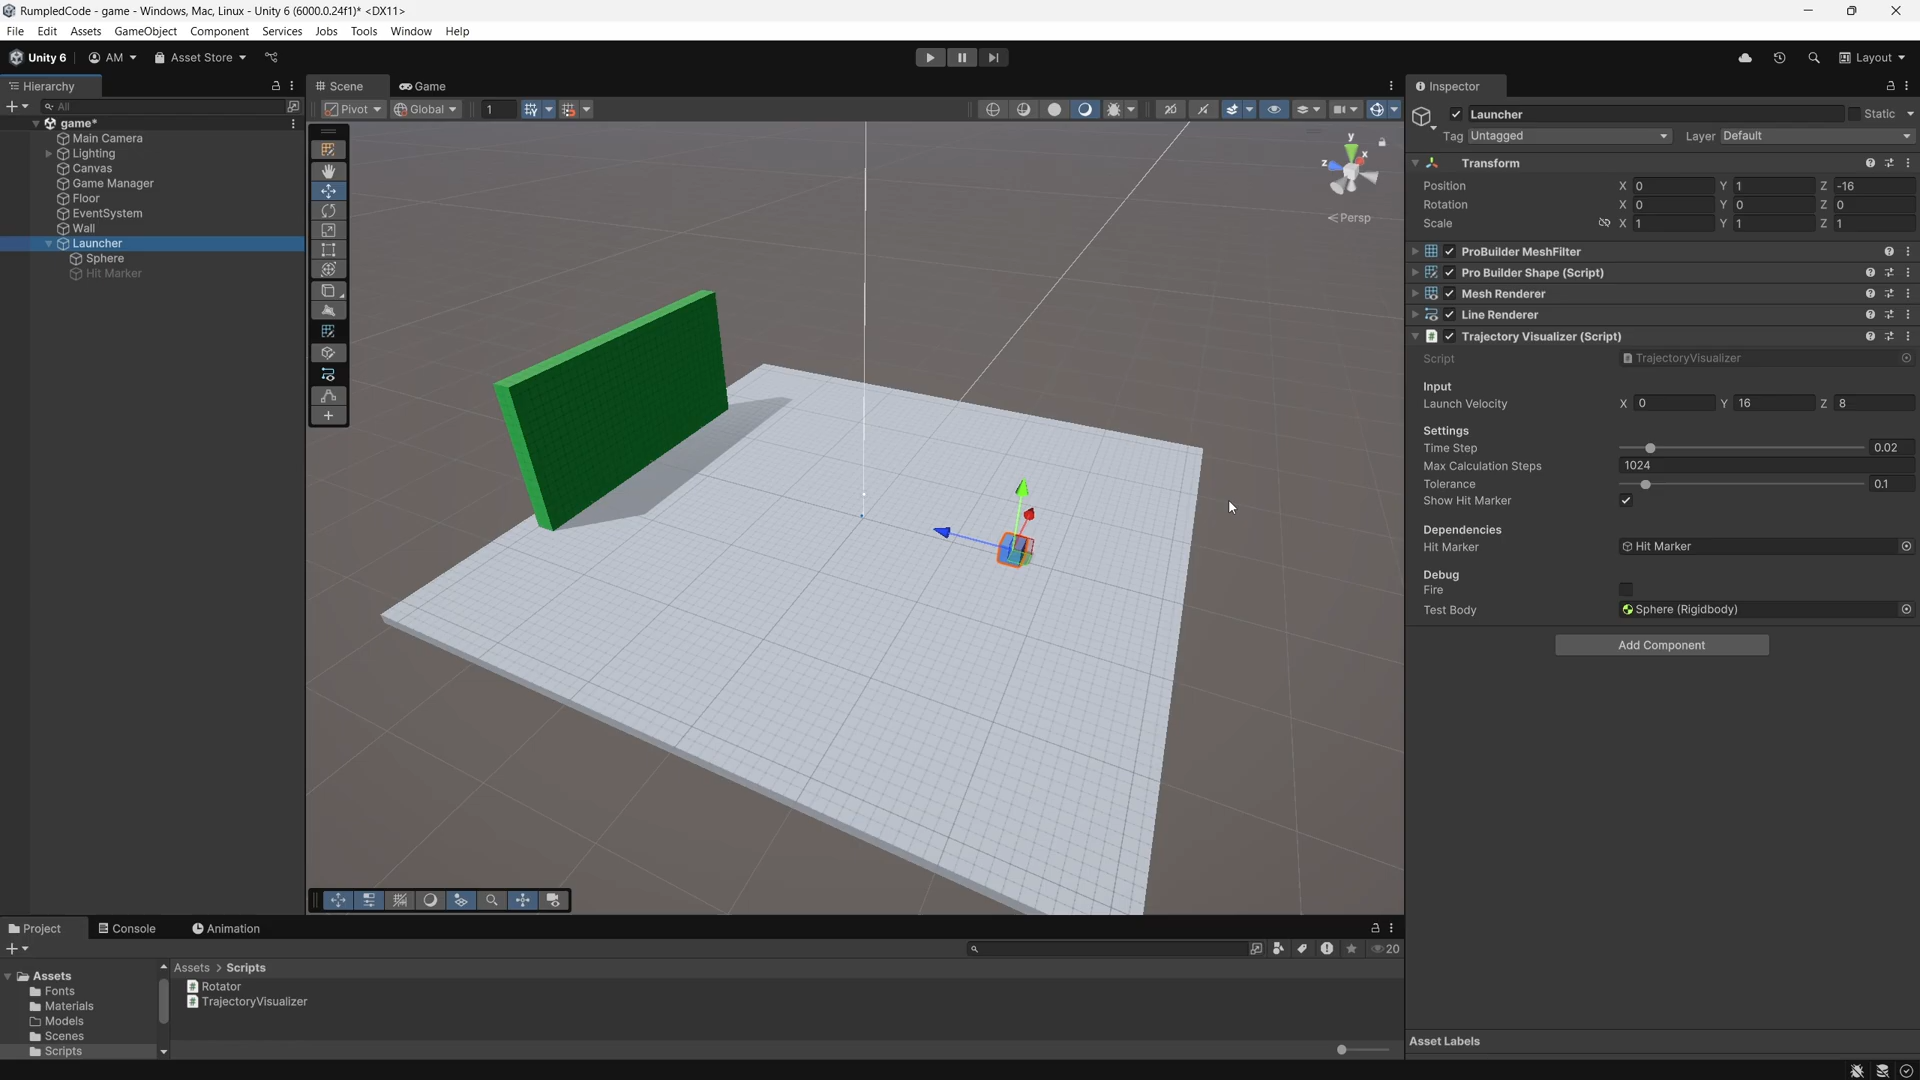 RumpledCode - game - Windows, Mac, Linux - Unity 6 (6000.0.24f1)* <DX11>
File Edit Assets GameObject Component Services Jobs Tools Window Help
Unity 6 AM Asset Store Layout
Hierarchy
All
game*
Main Camera
Lighting
Canvas
Game Manager
Floor
EventSystem
Wall
Launcher
Sphere
Hit Marker
Scene Game
Pivot Global 1
y
x
z
Persp
Inspector
Launcher Static
Tag Untagged Layer Default
Transform
Position X 0 Y 1 Z -16
Rotation X 0 Y 0 Z 0
Scale X 1 Y 1 Z 1
ProBuilder MeshFilter
Pro Builder Shape (Script)
Mesh Renderer
Line Renderer
Trajectory Visualizer (Script)
Script TrajectoryVisualizer
Input
Launch Velocity X 0 Y 16 Z 8
Settings
Time Step 0.02
Max Calculation Steps 1024
Tolerance 0.1
Show Hit Marker
Dependencies
Hit Marker Hit Marker
Debug
Fire
Test Body Sphere (Rigidbody)
Add Component
Asset Labels
Project Console Animation
20
Assets
Fonts
Materials
Models
Scenes
Scripts
Assets > Scripts
Rotator
TrajectoryVisualizer